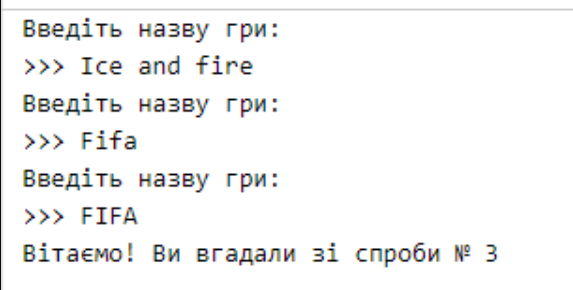 Введіть назву гри:
>>> Ice and fire
Введіть назву гри:
>>> Fifa
Введіть назву гри:
>>> FIFA
Вітаємо! Ви вгадали зі спроби № 3